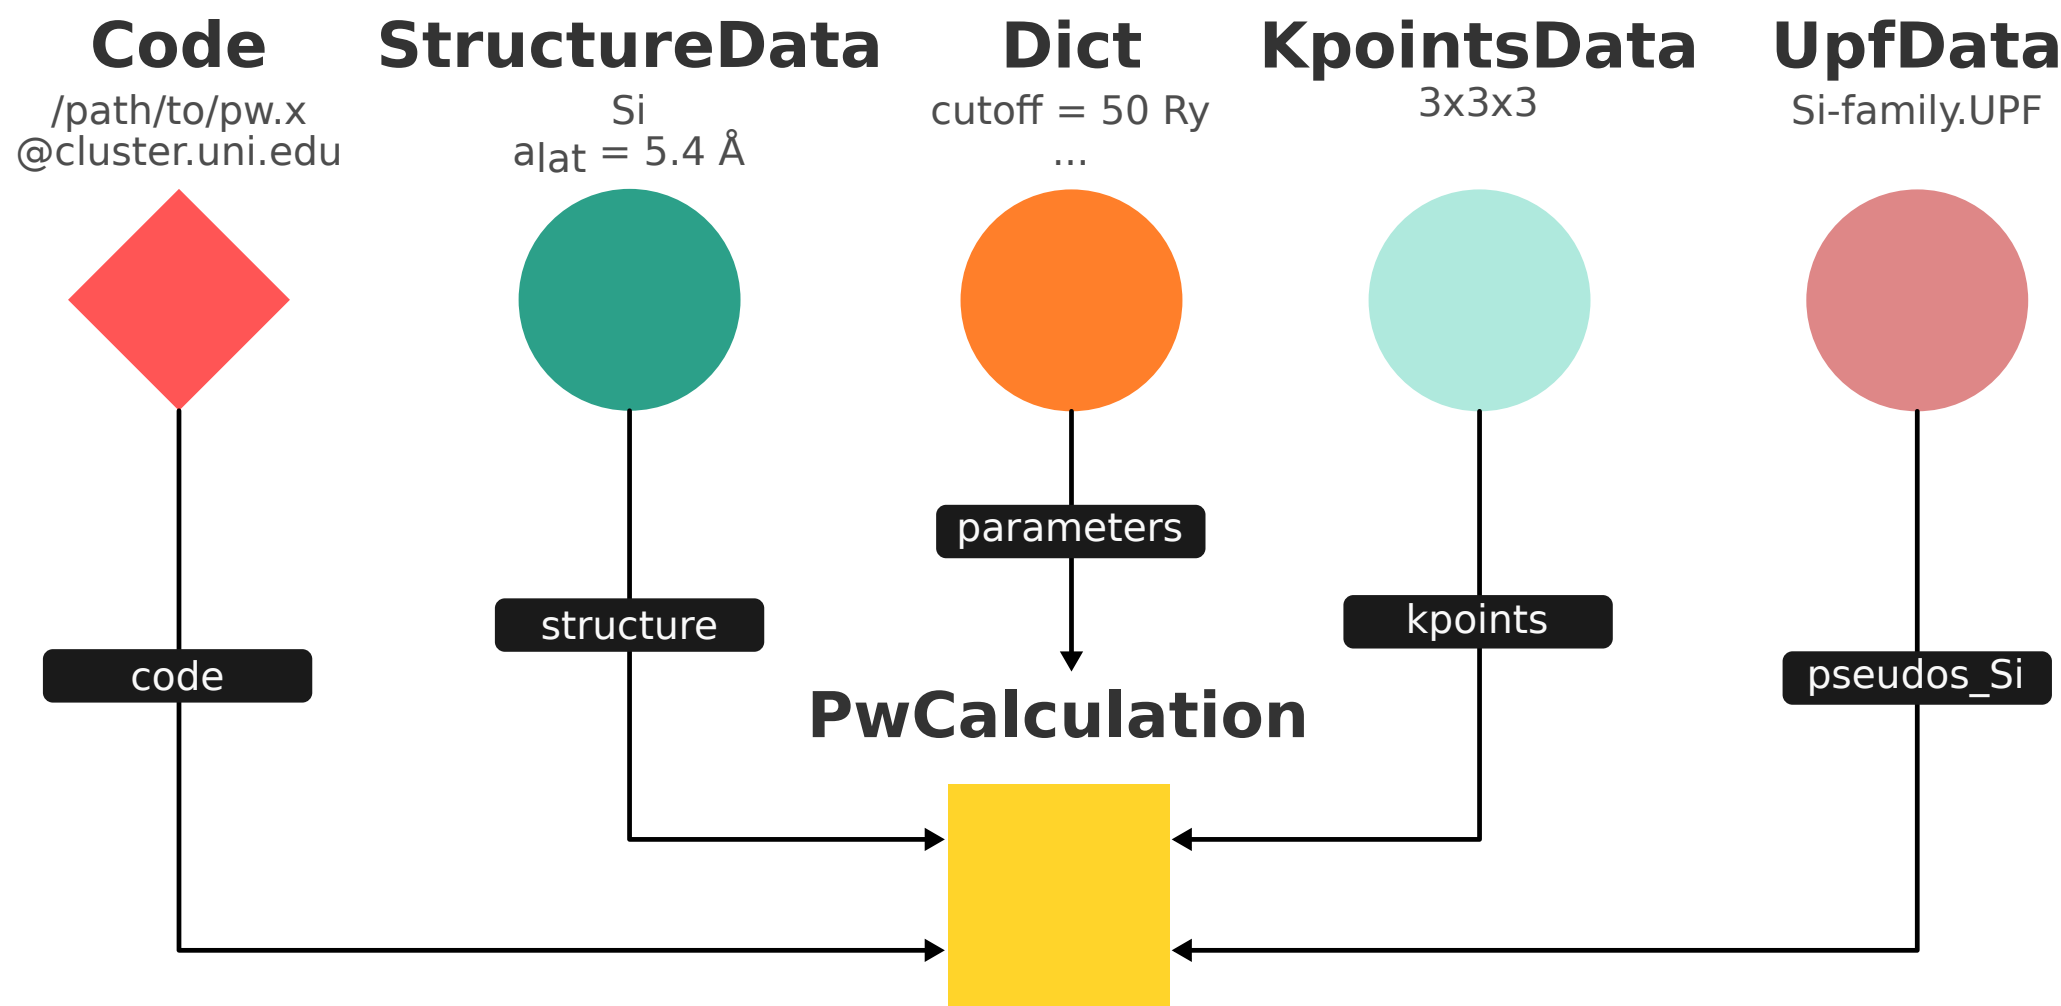 Code
/path/to/pw.x
@cluster.uni.edu
StructureData
Si
alat = 5.4 Å
Dict
cutoff = 50 Ry
...
KpointsData
3x3x3
UpfData
Si-family.UPF
parameters
structure
kpoints
code
pseudos_Si
PwCalculation